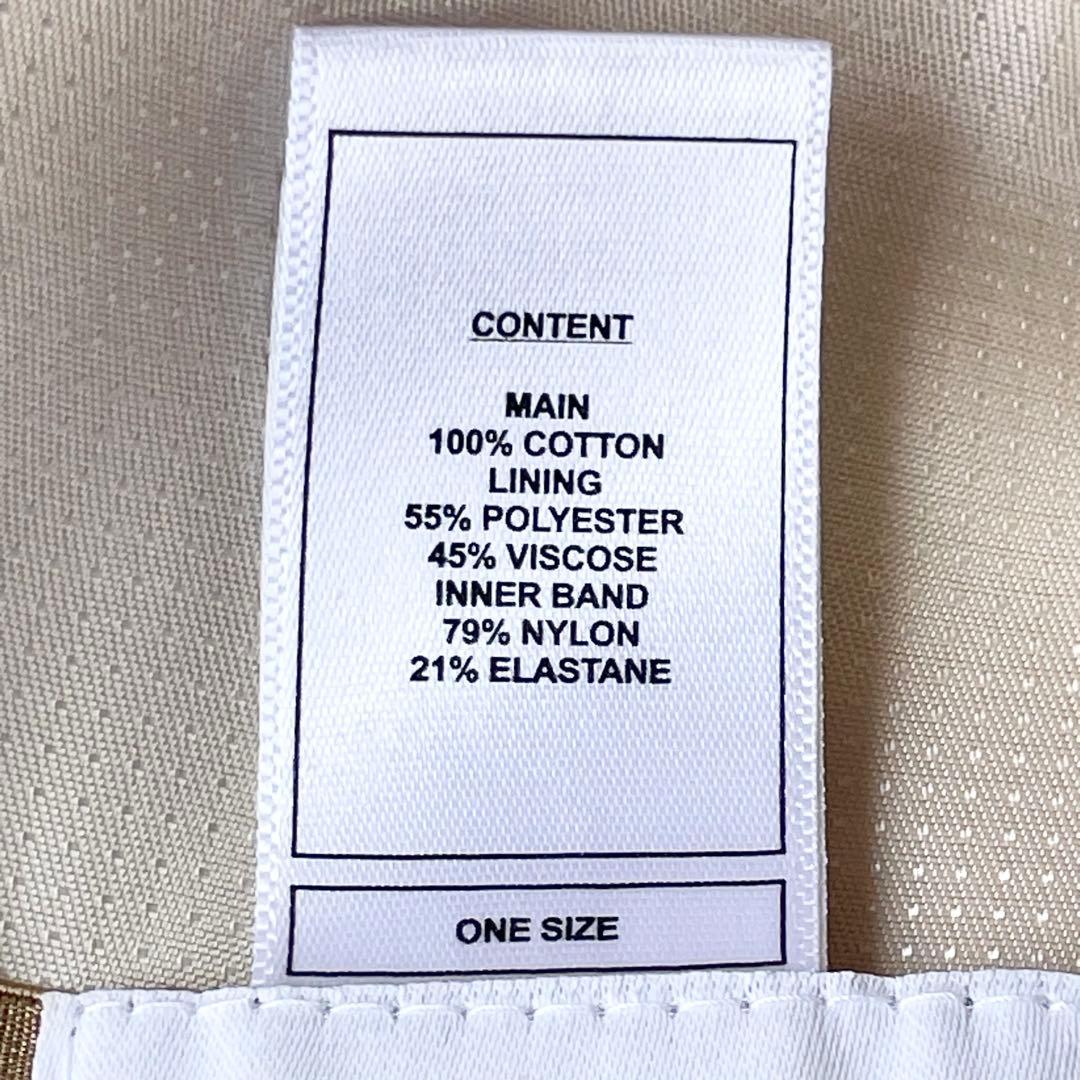 CONTENT
MAIN
100% COTTON
LINING
55% POLYESTER
45% VISCOSE
INNER BAND
79% NYLON
21% ELASTANE
ONE SIZE